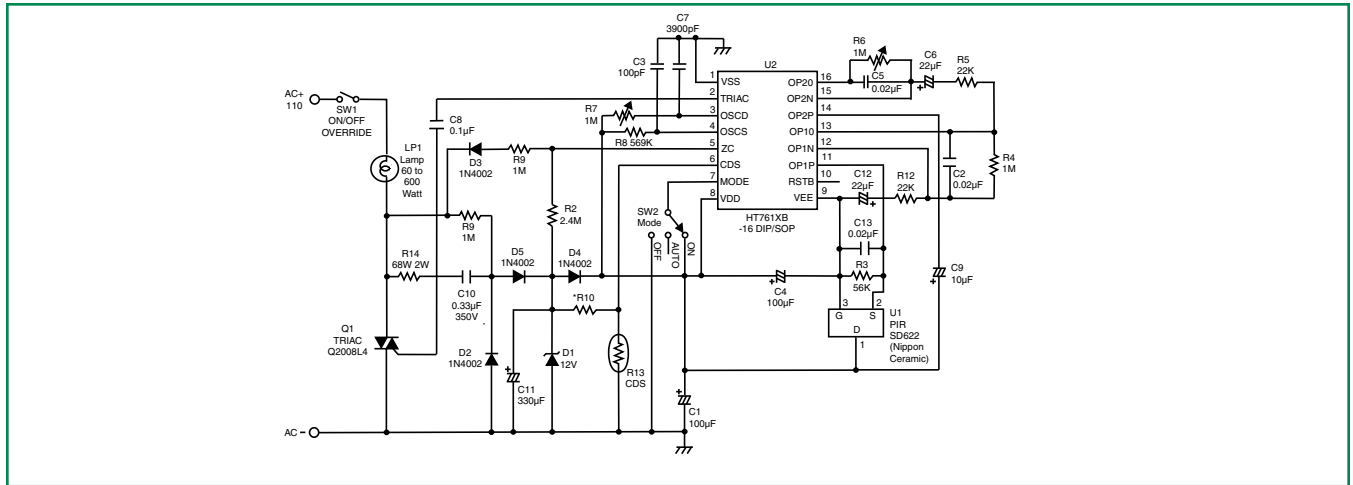 C7
3900pF
C3
100pF
R6
1M
C6
22µF
R5
22K
C5
0.02µF
U2
AC+
110
SW1
ON/OFF
OVERRIDE
C8
0.1µF
R7
1M
R8 569K
1 VSS
2 TRIAC
3 OSCD
4 OSCS
5 ZC
6 CDS
7 MODE
8 VDD
OP20 16
OP2N 15
OP2P 14
OP10 13
OP1N 12
OP1P 11
RSTB 10
VEE 9
HT761XB
-16 DIP/SOP
LP1
Lamp
60 to
600
Watt
D3
1N4002
R9
1M
R4
1M
C2
0.02µF
C12
22µF
R12
22K
R9
1M
R2
2.4M
SW2
Mode
OFF
AUTO
ON
C13
0.02µF
R14
68W 2W
C10
0.33µF
350V
D5
1N4002
D4
1N4002
C4
100µF
R3
56K
C9
10µF
*R10
3
G
2
S
D
1
U1
PIR
SD622
(Nippon
Ceramic)
Q1
TRIAC
Q2008L4
D2
1N4002
C11
330µF
D1
12V
R13
CDS
C1
100µF
AC -
+
+
+
+
+
+